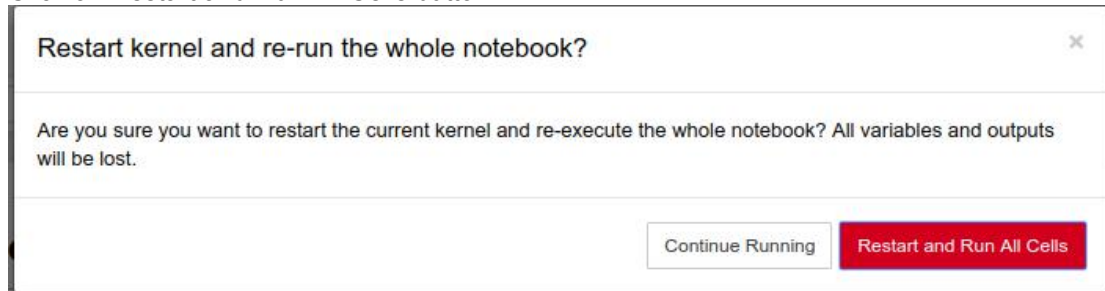 Restart kernel and re-run the whole notebook?
×
Are you sure you want to restart the current kernel and re-execute the whole notebook? All variables and outputs
will be lost.
Continue Running
Restart and Run All Cells